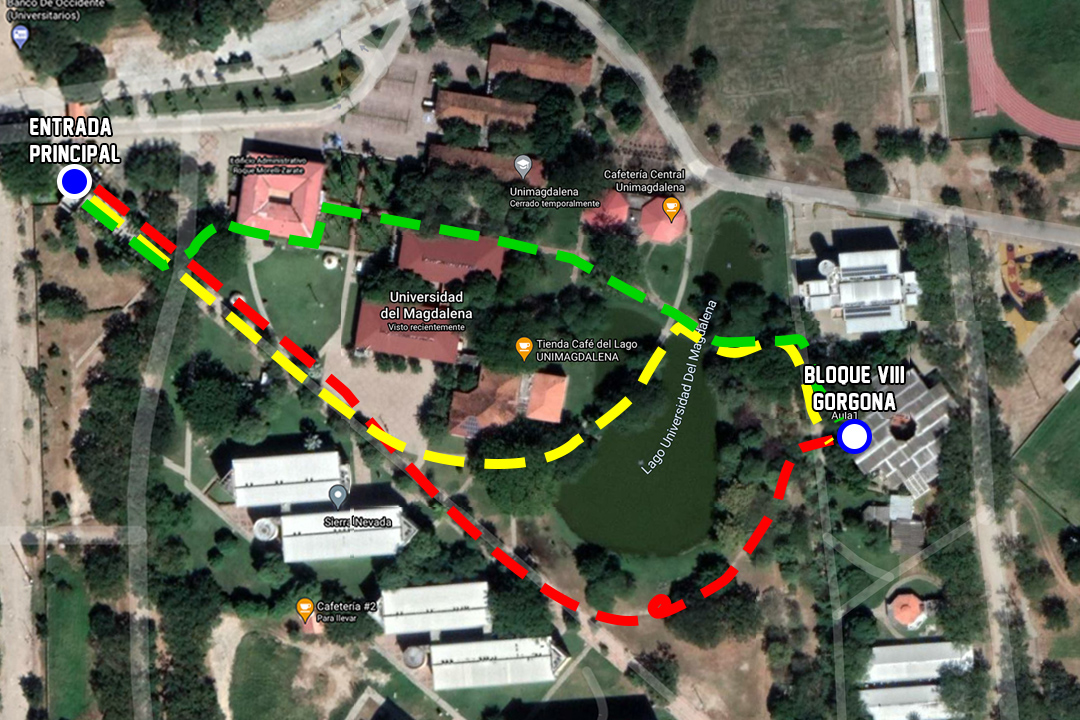 Banco De Occidente
(Universitarios)
ENTRADA
PRINCIPAL
Edificio Administrativo
Roque Morelli Zarate
Unimagdalena
Cerrado temporalmente
Cafetería Central
Unimagdalena
Universidad
del Magdalena
Visto recientemente
Tienda Café del Lago
UNIMAGDALENA
Lago Universidad Del Magdalena
BLOQUE VIII
GORGONA
Aula1
Sierra Nevada
Cafetería #2
Para llevar